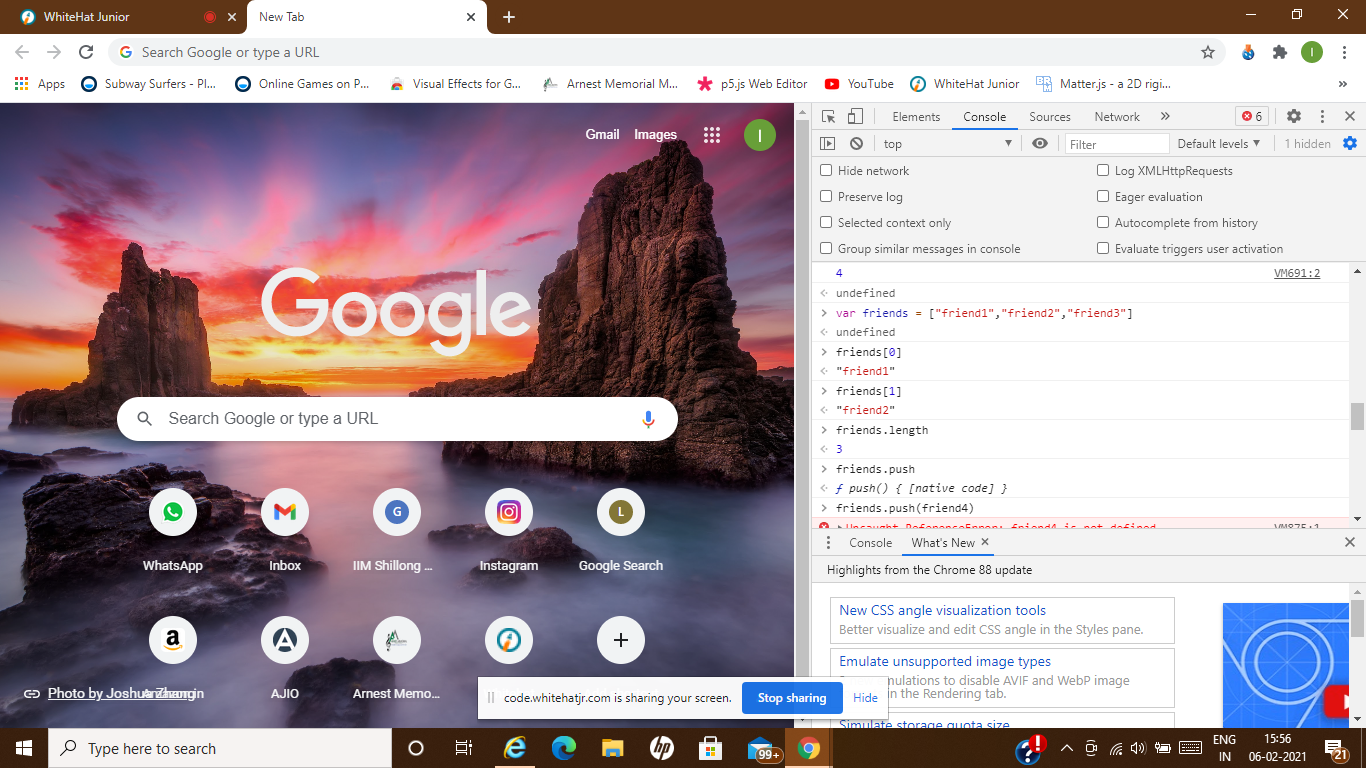 WhiteHat Junior
New Tab
Search Google or type a URL
Apps
Subway Surfers - Pl...
Online Games on P...
Visual Effects for G...
Arnest Memorial M...
p5.js Web Editor
YouTube
WhiteHat Junior
Matter.js - a 2D rigi...
»
Gmail
Images
I
Google
Search Google or type a URL
WhatsApp
Inbox
G
IIM Shillong ...
Instagram
L
Google Search
AJIO
Arnest Memo...
Photo by Joshua Zhang
Elements
Console
Sources
Network
»
6
top
Filter
Default levels
1 hidden
Hide network
Log XMLHttpRequests
Preserve log
Eager evaluation
Selected context only
Autocomplete from history
Group similar messages in console
Evaluate triggers user activation
4
VM691:2
undefined
var friends = ["friend1","friend2","friend3"]
undefined
friends[0]
"friend1"
friends[1]
"friend2"
friends.length
3
friends.push
ƒ push() { [native code] }
friends.push(friend4)
Uncaught ReferenceError: friend4 is not defined
VM875:1
Console
What's New
Highlights from the Chrome 88 update
New CSS angle visualization tools
Better visualize and edit CSS angle in the Styles pane.
Emulate unsupported image types
mulations to disable AVIF and WebP image
in the Rendering tab.
Simulate storage quota size
code.whitehatjr.com is sharing your screen.
Stop sharing
Hide
Type here to search
99+
ENG
IN
15:56
06-02-2021
21